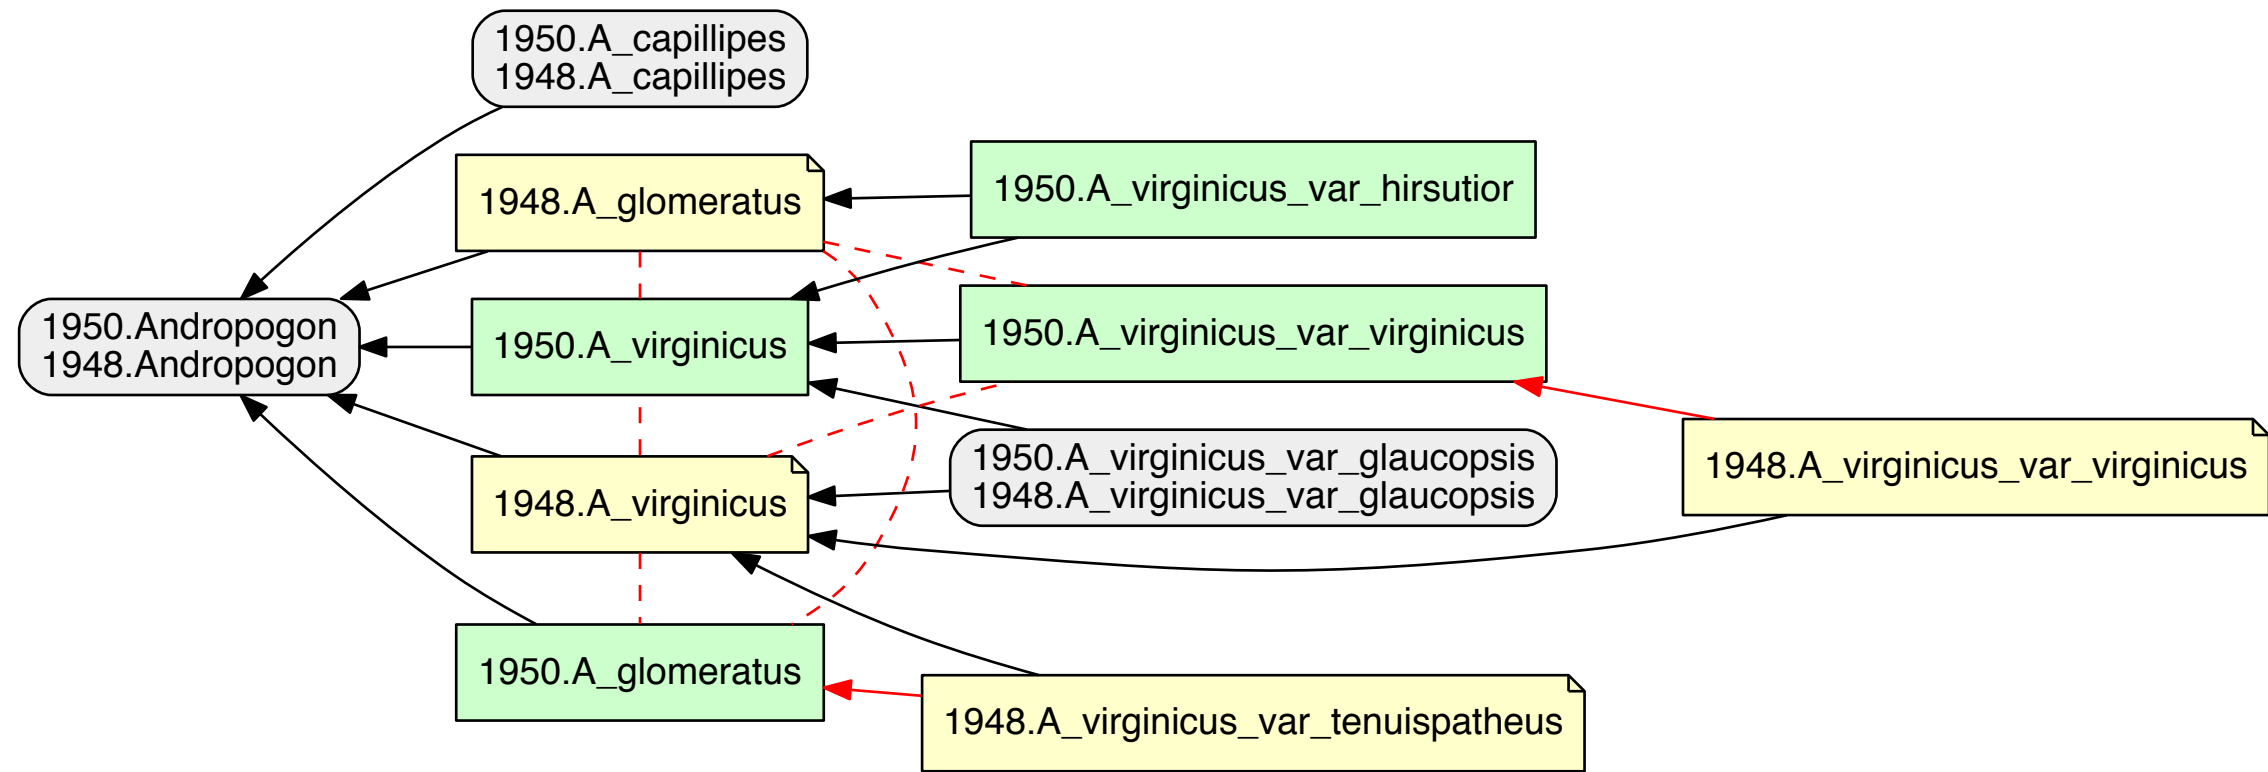 1950.A_capillipes
1948.A_capillipes
1948.A_glomeratus
1950.A_virginicus_var_hirsutior
1950.Andropogon
1948.Andropogon
1950.A_virginicus
1950.A_virginicus_var_virginicus
1950.A_virginicus_var_glaucopsis
1948.A_virginicus_var_glaucopsis
1948.A_virginicus_var_virginicus
1948.A_virginicus
1950.A_glomeratus
1948.A_virginicus_var_tenuispatheus